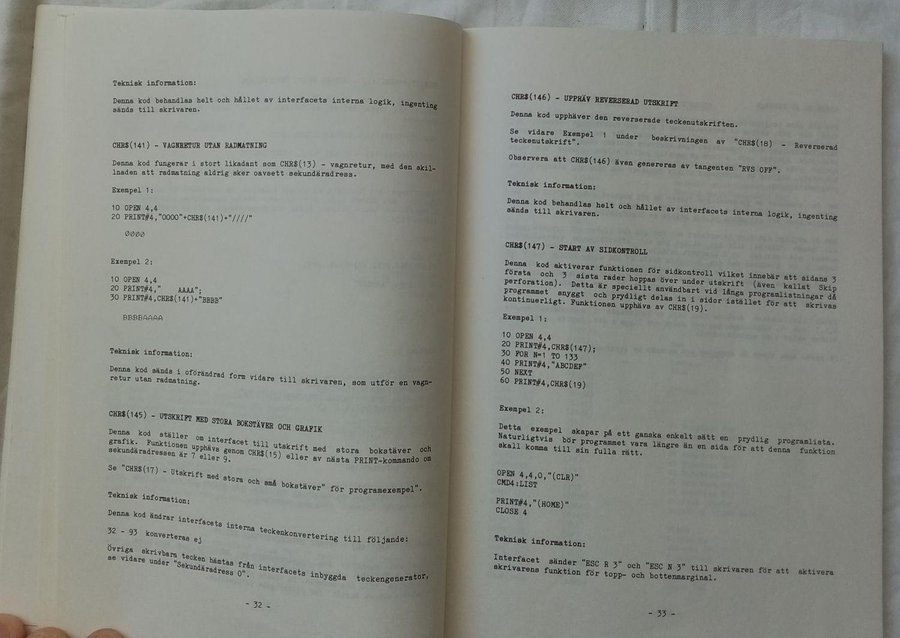 Teknisk information:
Denna kod behandlas helt och hållet av interfacets interna logik, ingenting
sänds till skrivaren.
CHR$(141) - VAGNRETUR UTAN RADMATNING
Denna kod fungerar i stort likadant som CHR$(13) - vagnretur, med den skil-
lnaden att radmatning aldrig sker oavsett sekundäradress.
Exempel 1:
10 OPEN 4,4
20 PRINT#4,"0000"+CHR$(141)+"////"
0000
Exempel 2:
10 OPEN 4,4
20 PRINT#4,"    AAAA";
30 PRINT#4,CHR$(141)+"BBBB"
BBBBAAAA
Teknisk information:
Denna kod sänds i oförändrad form vidare till skrivaren, som utför en vagn-
retur utan radmatning.
CHR$(145) - UTSKRIFT MED STORA BOKSTÄVER OCH GRAFIK
Denna kod ställer om interfacet till utskrift med stora bokstäver och
grafik. Funktionen upphävs genom CHR$(15) eller av nästa PRINT-kommando om
sekundäradressen är 7 eller 9.
Se "CHR$(17) - Utskrift med stora och små bokstäver" för programexempel".
Teknisk information:
Denna kod ändrar interfacets interna teckenkonvertering till följande:
32 - 93 konverteras ej
Övriga skrivbara tecken hämtas från interfacets inbyggda teckengenerator,
se vidare under "Sekundäradress 0".
- 32 -
CHR$(146) - UPPHÄV REVERSERAD UTSKRIFT
Denna kod upphäver den reverserade teckenutskriften.
Se vidare Exempel 1 under beskrivningen av "CHR$(18) - Reverserad
teckenutskrift".
Observera att CHR$(146) även genereras av tangenten "RVS OFF".
Teknisk information:
Denna kod behandlas helt och hållet av interfacets interna logik, ingenting
sänds till skrivaren.
CHR$(147) - START AV SIDKONTROLL
Denna kod aktiverar funktionen för sidkontroll vilket innebär att sidans 3
första och 3 sista rader hoppas över under utskrift (även kallat Skip
perforation). Detta är speciellt användbart vid långa programlistningar då
programmet snyggt och prydligt delas in i sidor istället för att skrivas
kontinuerligt. Funktionen upphävs av CHR$(19).
Exempel 1:
10 OPEN 4,4
20 PRINT#4,CHR$(147);
30 FOR N=1 TO 133
40 PRINT#4,"ABCDEF"
50 NEXT
60 PRINT#4,CHR$(19)
Exempel 2:
Detta exempel skapar på ett ganska enkelt sätt en prydlig programlista.
Naturligtvis bör programmet vara längre än en sida för att denna funktion
skall komma till sin fulla rätt.
OPEN 4,4,0,"(CLR)"
CMD4:LIST
PRINT#4,"(HOME)"
CLOSE 4
Teknisk information:
Interfacet sänder "ESC R 3" och "ESC N 3" till skrivaren för att aktivera
skrivarens funktion för topp- och bottenmarginal.
- 33 -